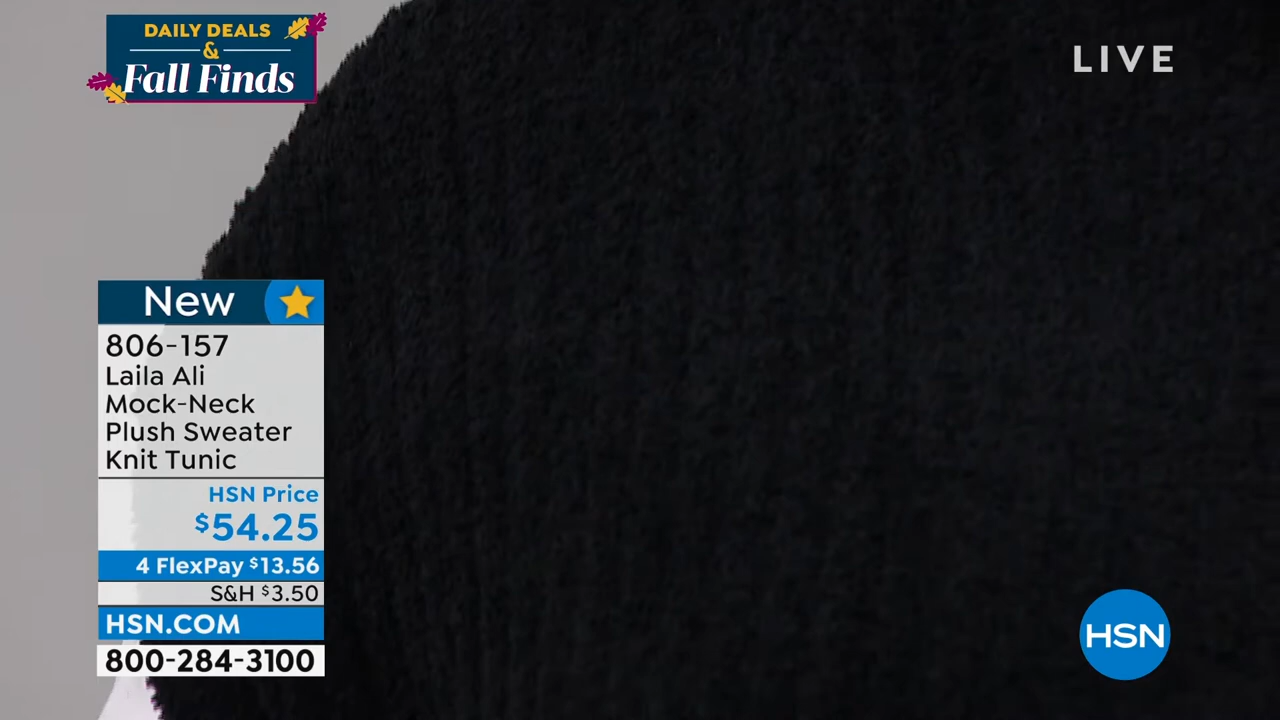 DAILY DEALS
&
Fall Finds
LIVE
New
806-157
Laila Ali
Mock-Neck
Plush Sweater
Knit Tunic
HSN Price
$54.25
4 FlexPay $13.56
S&H $3.50
HSN.COM
800-284-3100
HSN